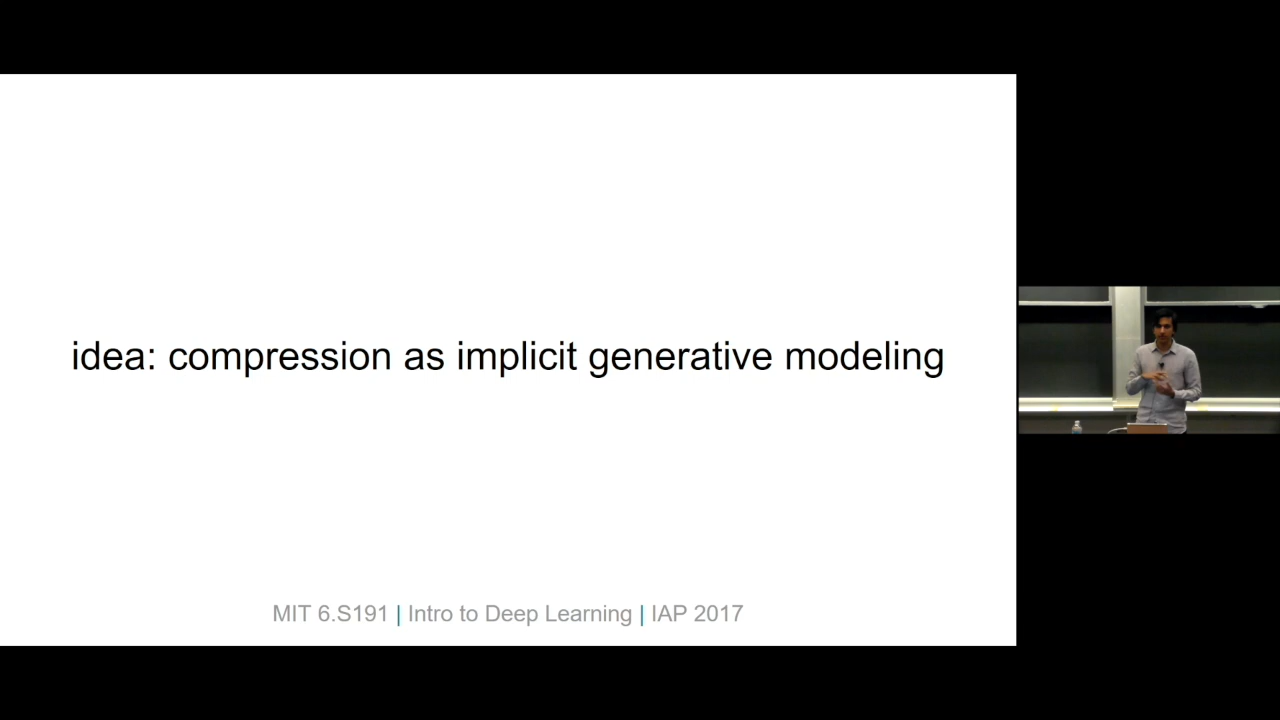 idea: compression as implicit generative modeling
MIT 6.S191 | Intro to Deep Learning | IAP 2017